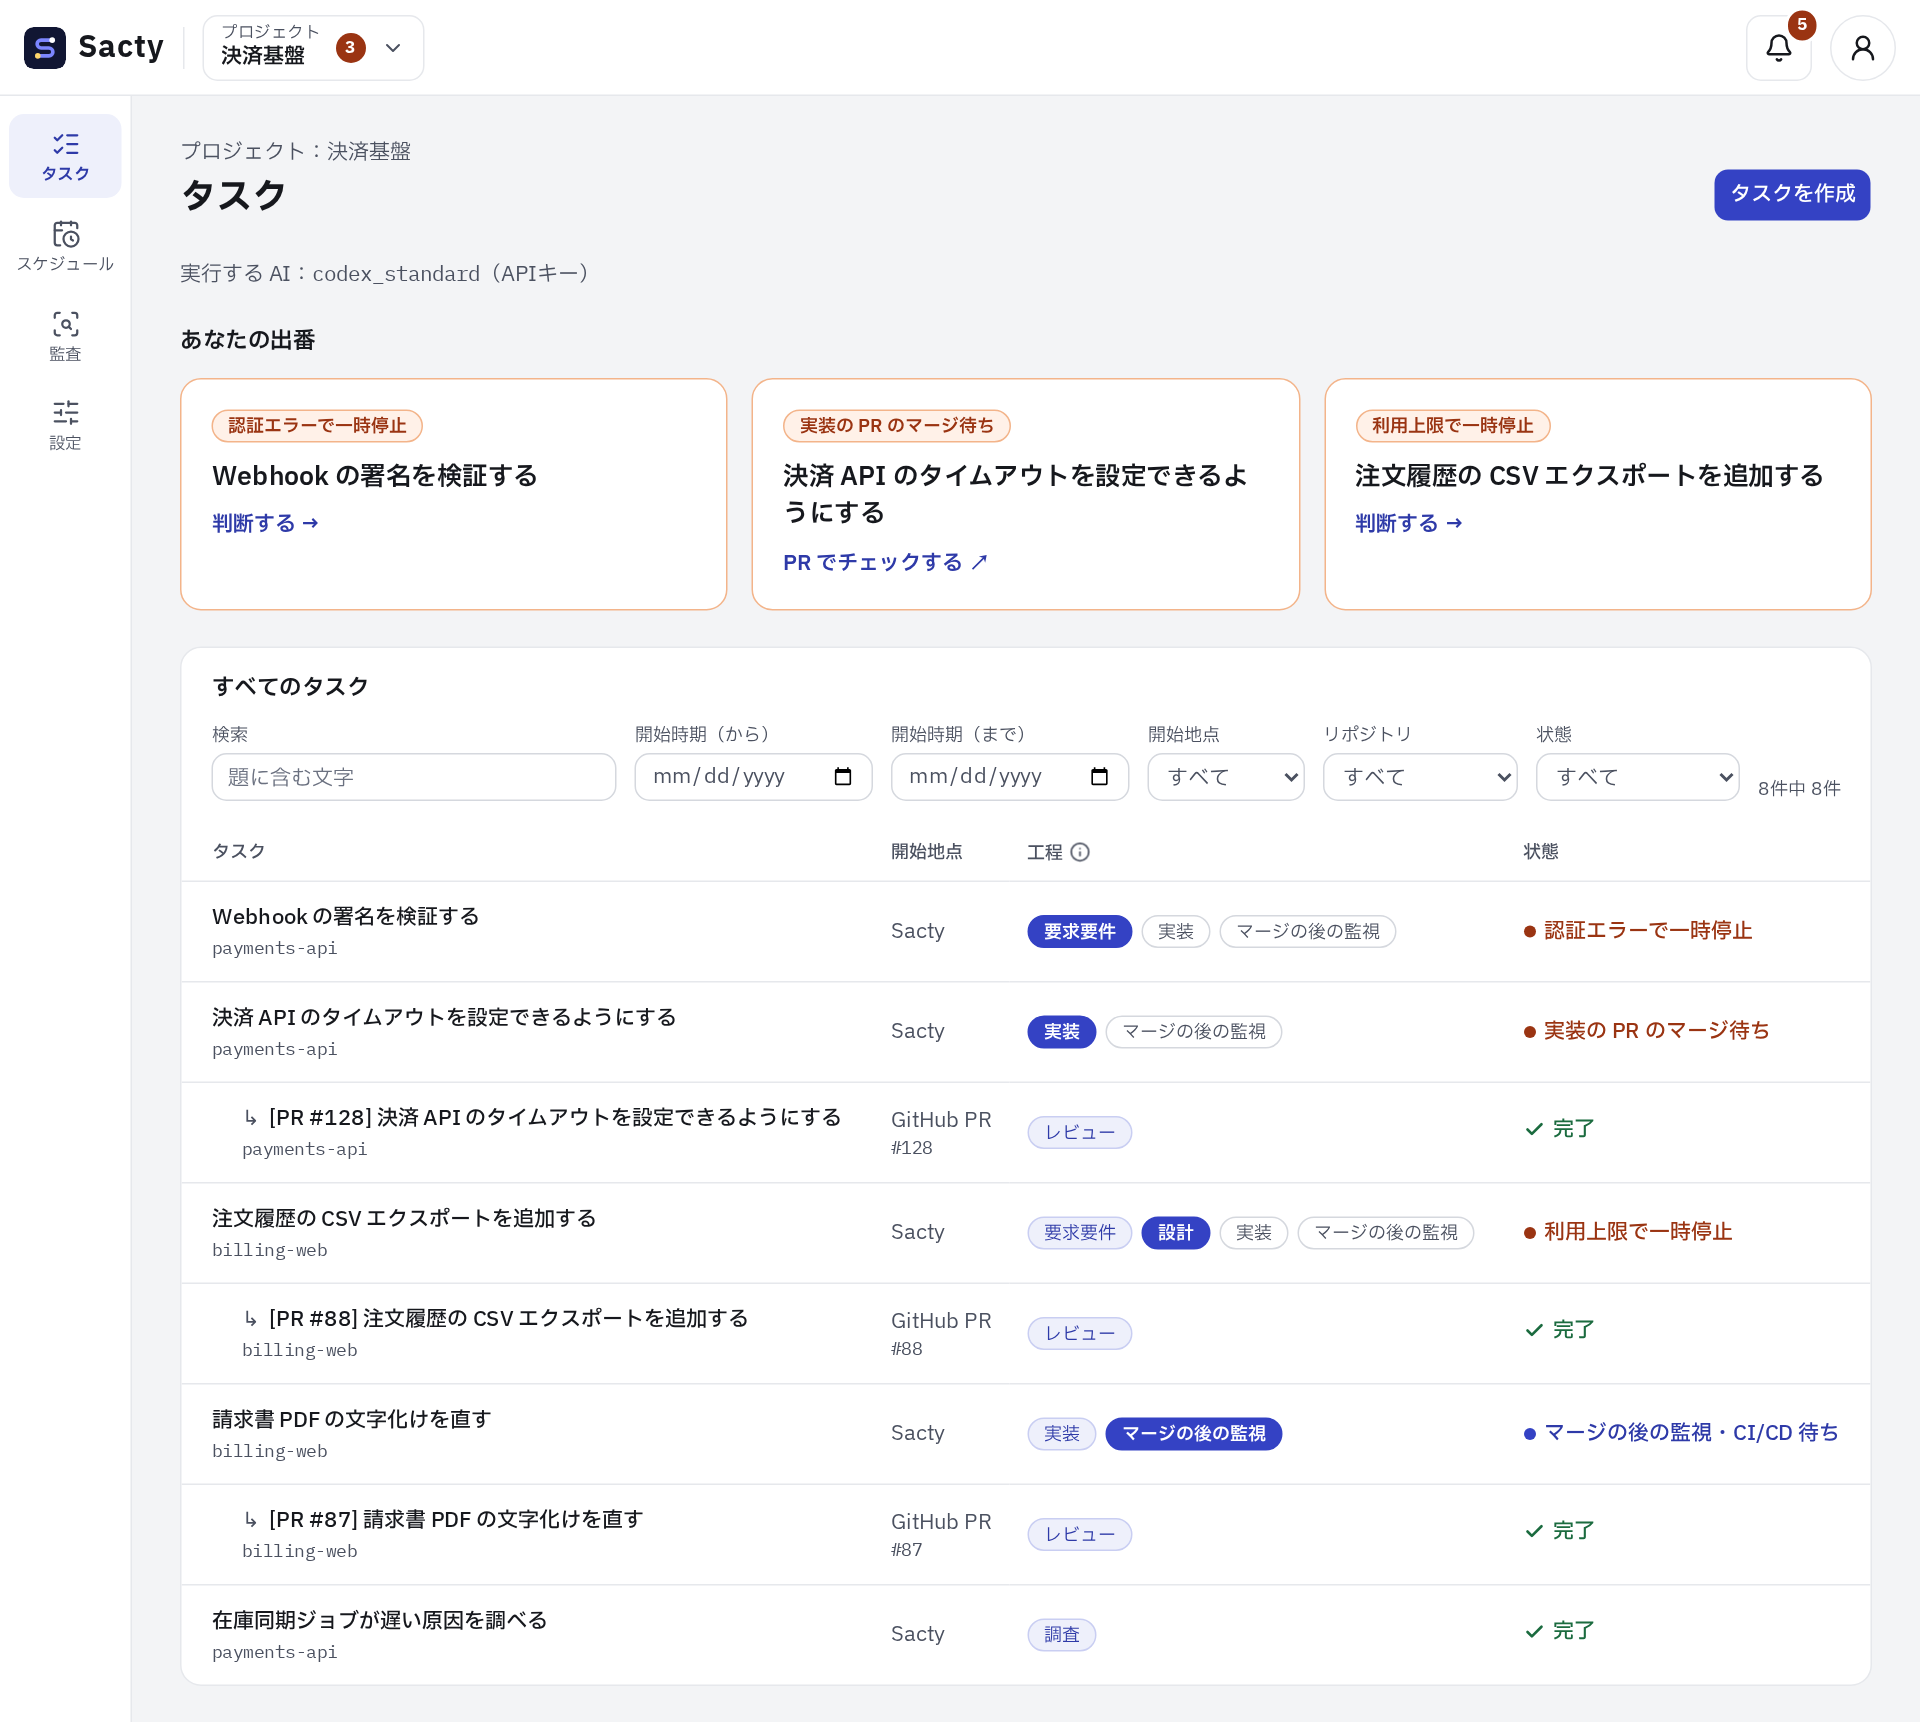 Sacty
プロジェクト
決済基盤
3
5
タスク
スケジュール
監査
設定
プロジェクト：決済基盤
タスク
タスクを作成
実行する AI：codex_standard（APIキー）
あなたの出番
認証エラーで一時停止
Webhook の署名を検証する
判断する →
実装の PR のマージ待ち
決済 API のタイムアウトを設定できるよ
うにする
PR でチェックする ↗
利用上限で一時停止
注文履歴の CSV エクスポートを追加する
判断する →
すべてのタスク
検索
題に含む文字
開始時期（から）
mm/dd/yyyy
開始時期（まで）
mm/dd/yyyy
開始地点
すべて
リポジトリ
すべて
状態
すべて
8件中 8件
タスク 開始地点 工程 状態
Webhook の署名を検証する
payments-api
Sacty
要求要件 実装 マージの後の監視
認証エラーで一時停止
決済 API のタイムアウトを設定できるようにする
payments-api
Sacty
実装 マージの後の監視
実装の PR のマージ待ち
↳ [PR #128] 決済 API のタイムアウトを設定できるようにする
payments-api
GitHub PR
#128
レビュー
✓ 完了
注文履歴の CSV エクスポートを追加する
billing-web
Sacty
要求要件 設計 実装 マージの後の監視
利用上限で一時停止
↳ [PR #88] 注文履歴の CSV エクスポートを追加する
billing-web
GitHub PR
#88
レビュー
✓ 完了
請求書 PDF の文字化けを直す
billing-web
Sacty
実装 マージの後の監視
マージの後の監視・CI/CD 待ち
↳ [PR #87] 請求書 PDF の文字化けを直す
billing-web
GitHub PR
#87
レビュー
✓ 完了
在庫同期ジョブが遅い原因を調べる
payments-api
Sacty
調査
✓ 完了